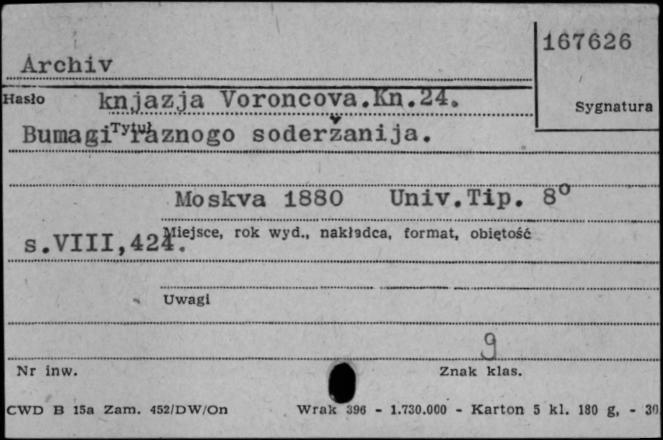 167626
Archiv
Hasło knjazja Voroncova.Kn.24.
Sygnatura
Bumagi Tytuł raznogo soderžanija.
Moskva 1880 Univ.Tip. 8°
s.VIII,424. Miejsce, rok wyd., nakładca, format, obiętość
Uwagi
9
Nr inw. Znak klas.
CWD B 15a Zam. 452/DW/On Wrak 396 - 1.730.000 - Karton 5 kl. 180 g, - 30